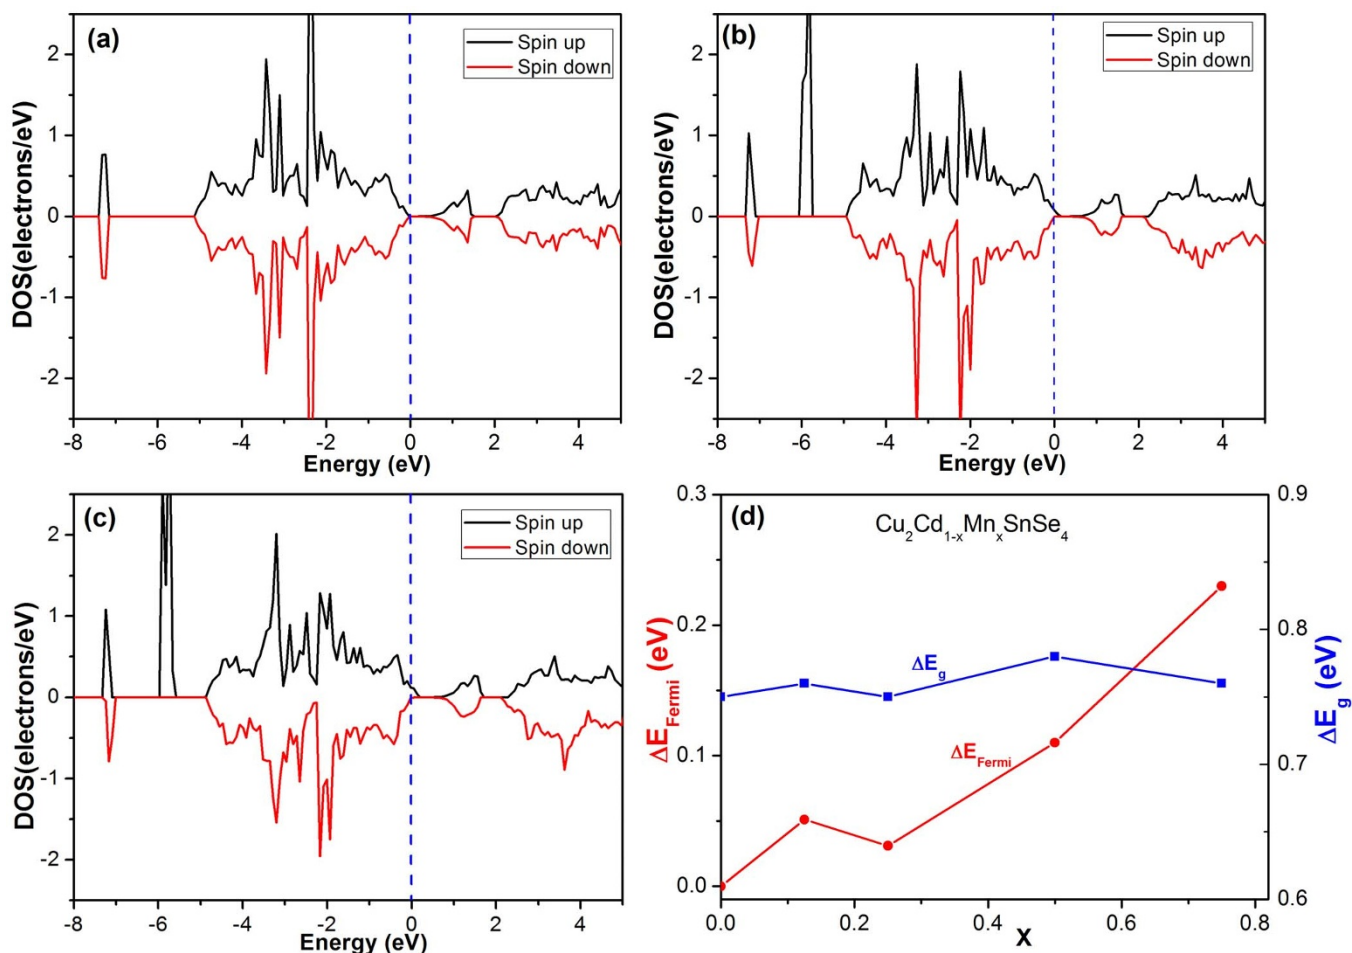 (a)
Spin up
Spin down
2
1
0
-1
-2
DOS(electrons/eV)
-8 -6 -4 -2 0 2 4
Energy (eV)
(b)
Spin up
Spin down
2
1
0
-1
-2
DOS(electrons/eV)
-8 -6 -4 -2 0 2 4
Energy (eV)
(c)
Spin up
Spin down
2
1
0
-1
-2
DOS(electrons/eV)
-8 -6 -4 -2 0 2 4
Energy (eV)
(d)
Cu₂Cd₁₋ₓMnₓSnSe₄
0.3
0.2
0.1
0.0
ΔE_Fermi (eV)
ΔE_g
ΔE_Fermi
0.9
0.8
0.7
0.6
ΔE_g (eV)
0.0 0.2 0.4 0.6 0.8
X